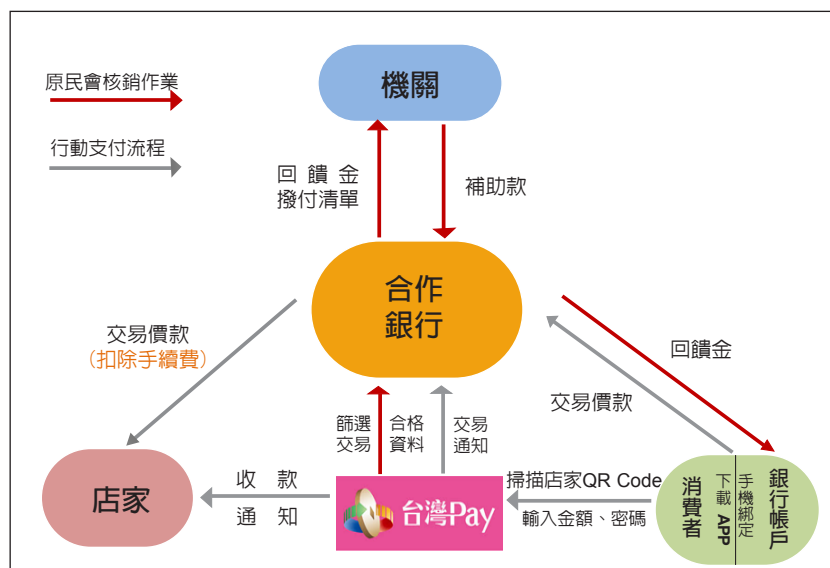 原民會核銷作業
行動支付流程
機關
回饋金
撥付清單
補助款
合作
銀行
交易價款
（扣除手續費）
回饋金
交易價款
篩選
交易
合格
資料
交易
通知
店家
收款
通知
台灣Pay
掃描店家QR Code
輸入金額、密碼
銀行帳戶
手機綁定
下載 APP
消費者